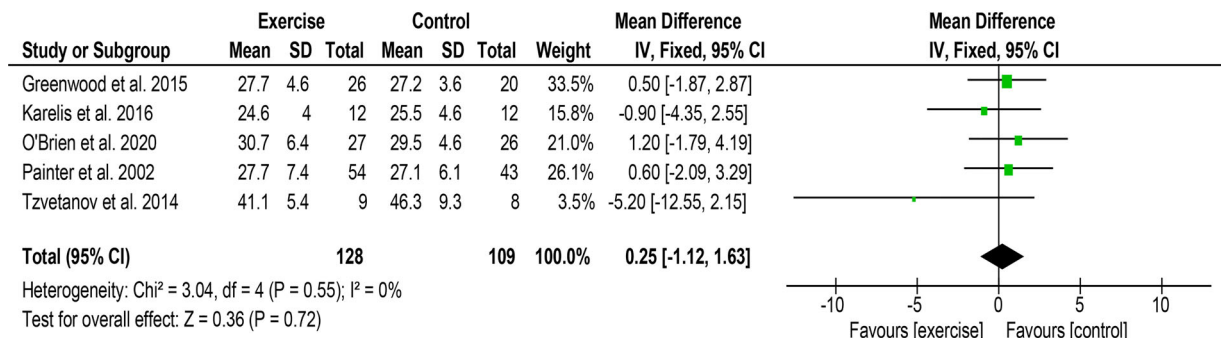 Exercise Control Mean Difference Mean Difference
Study or Subgroup Mean SD Total Mean SD Total Weight IV, Fixed, 95% CI IV, Fixed, 95% CI
Greenwood et al. 2015 27.7 4.6 26 27.2 3.6 20 33.5% 0.50 [-1.87, 2.87]
Karelis et al. 2016 24.6 4 12 25.5 4.6 12 15.8% -0.90 [-4.35, 2.55]
O'Brien et al. 2020 30.7 6.4 27 29.5 4.6 26 21.0% 1.20 [-1.79, 4.19]
Painter et al. 2002 27.7 7.4 54 27.1 6.1 43 26.1% 0.60 [-2.09, 3.29]
Tzvetanov et al. 2014 41.1 5.4 9 46.3 9.3 8 3.5% -5.20 [-12.55, 2.15]
Total (95% CI) 128 109 100.0% 0.25 [-1.12, 1.63]
Heterogeneity: Chi² = 3.04, df = 4 (P = 0.55); I² = 0%
Test for overall effect: Z = 0.36 (P = 0.72)
-10 -5 0 5 10
Favours [exercise] Favours [control]